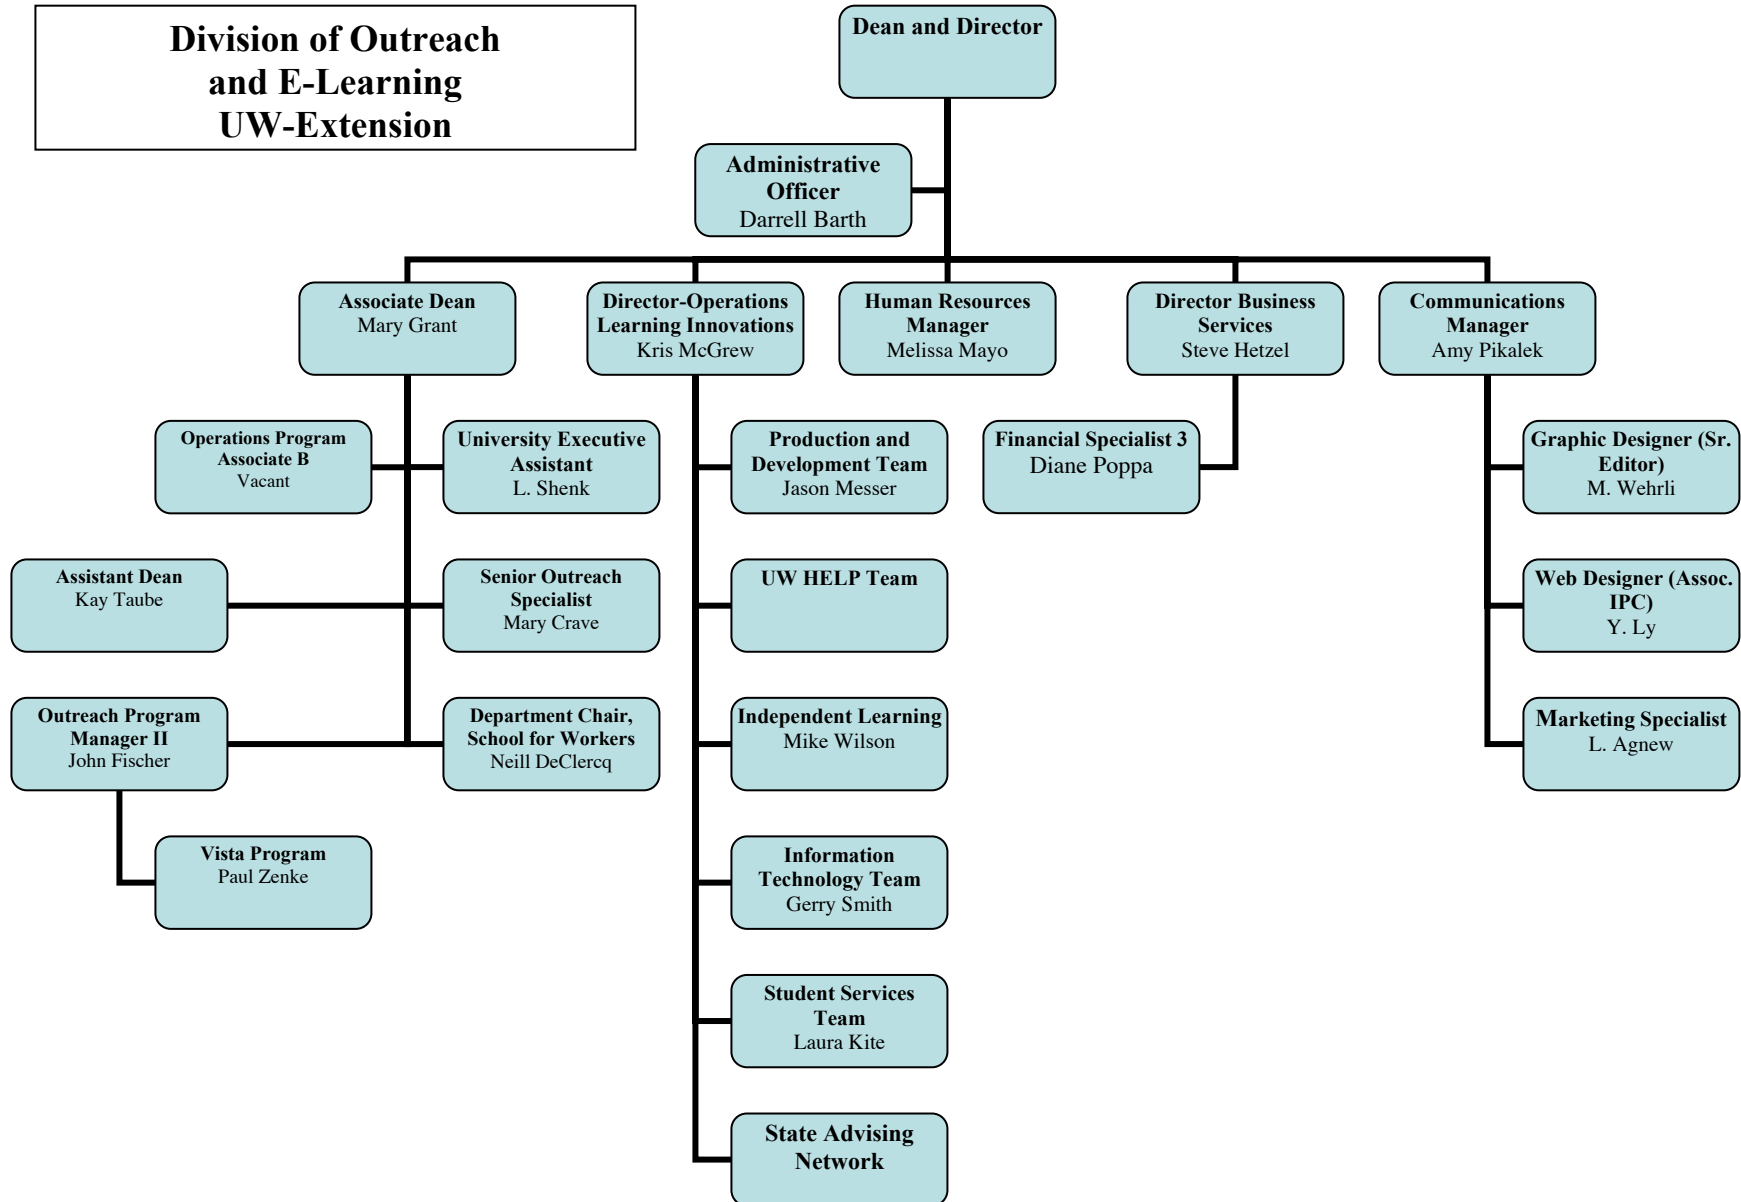 Division of Outreach
and E-Learning
UW-Extension
Dean and Director
Administrative
Officer
Darrell Barth
Associate Dean
Mary Grant
Director-Operations
Learning Innovations
Kris McGrew
Human Resources
Manager
Melissa Mayo
Director Business
Services
Steve Hetzel
Communications
Manager
Amy Pikalek
Operations Program
Associate B
Vacant
University Executive
Assistant
L. Shenk
Production and
Development Team
Jason Messer
Financial Specialist 3
Diane Poppa
Graphic Designer (Sr.
Editor)
M. Wehrli
Assistant Dean
Kay Taube
Senior Outreach
Specialist
Mary Crave
UW HELP Team
Web Designer (Assoc.
IPC)
Y. Ly
Outreach Program
Manager II
John Fischer
Department Chair,
School for Workers
Neill DeClercq
Independent Learning
Mike Wilson
Marketing Specialist
L. Agnew
Vista Program
Paul Zenke
Information
Technology Team
Gerry Smith
Student Services
Team
Laura Kite
State Advising
Network